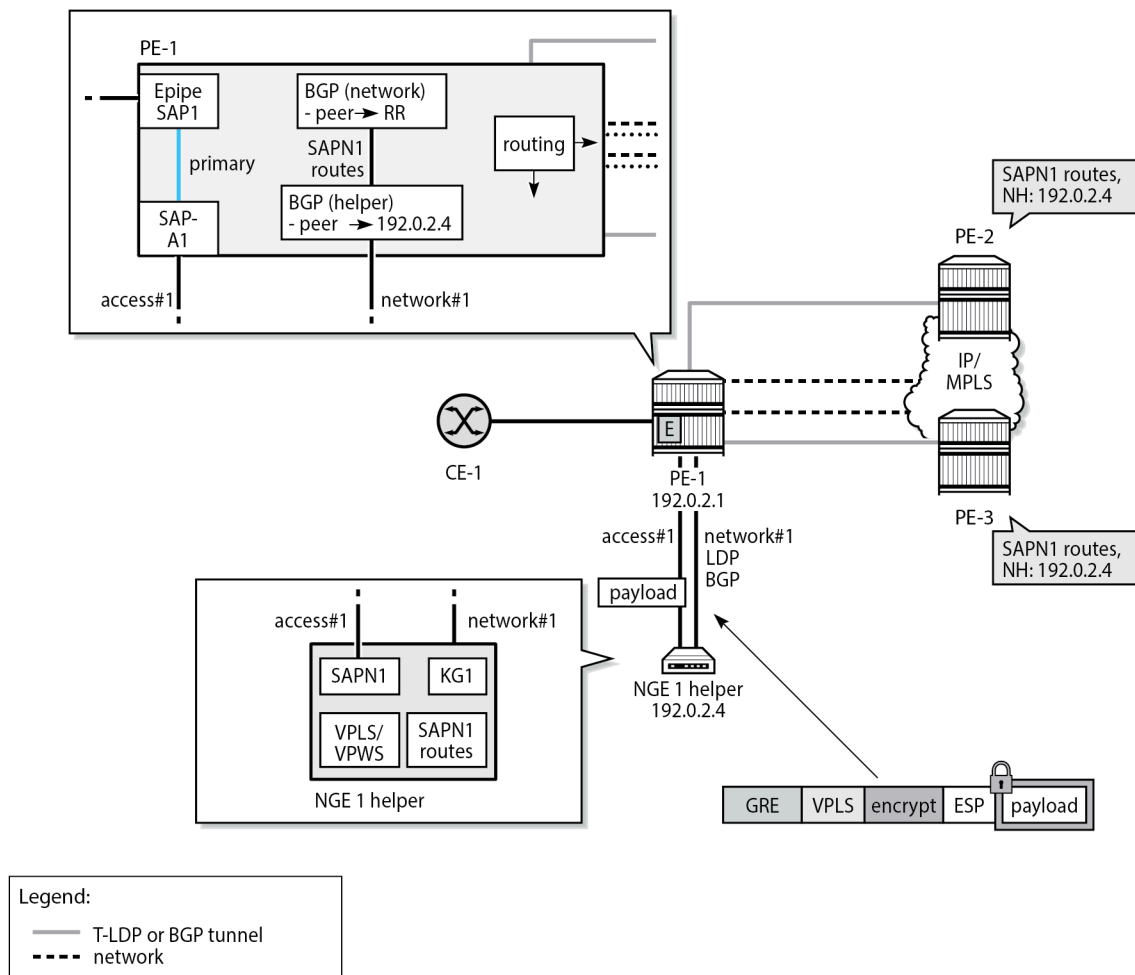 PE-1
Epipe
SAP1
primary
SAP-
A1
access#1
BGP (network)
- peer → RR
SAPN1
routes
BGP (helper)
- peer → 192.0.2.4
network#1
routing
SAPN1 routes,
NH: 192.0.2.4
PE-2
IP/
MPLS
CE-1
E
PE-1
192.0.2.1
PE-3
SAPN1 routes,
NH: 192.0.2.4
access#1
network#1
LDP
BGP
payload
NGE 1 helper
192.0.2.4
access#1
network#1
SAPN1
KG1
VPLS/
VPWS
SAPN1
routes
NGE 1 helper
GRE
VPLS
encrypt
ESP
payload
Legend:
T-LDP or BGP tunnel
network